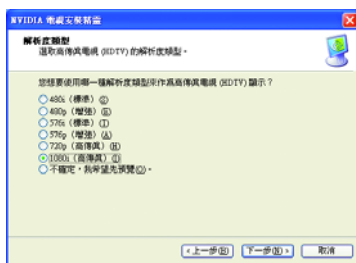 NVIDIA 電視安裝精靈
解析度類型
選取高傳真電視 (HDTV) 的解析度類型。
您想要使用哪一種解析度類型來作為高傳真電視 (HDTV) 顯示？
480i (標準) (S)
480p (增強) (E)
576i (標準) (T)
576p (增強) (A)
720p (高傳真) (H)
1080i (高傳真) (I)
不確定，我希望先預覽(O)。
<上一步(B)
下一步(N)>
取消